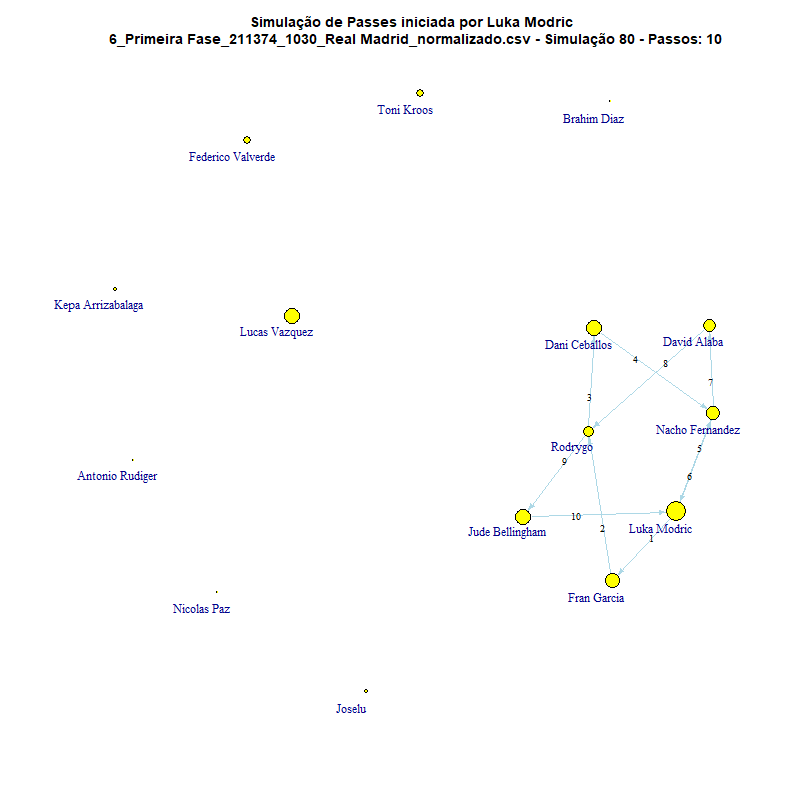 Simulação de Passes iniciada por Luka Modric
6_Primeira Fase_211374_1030_Real Madrid_normalizado.csv - Simulação 80 - Passos: 10
Toni Kroos
Brahim Diaz
Federico Valverde
Kepa Arrizabalaga
Lucas Vazquez
Dani Ceballos
David Alaba
4
8
7
3
Nacho Fernandez
Rodrygo
5
9
Antonio Rudiger
6
10
2
Jude Bellingham
Luka Modric
1
Fran Garcia
Nicolas Paz
Joselu